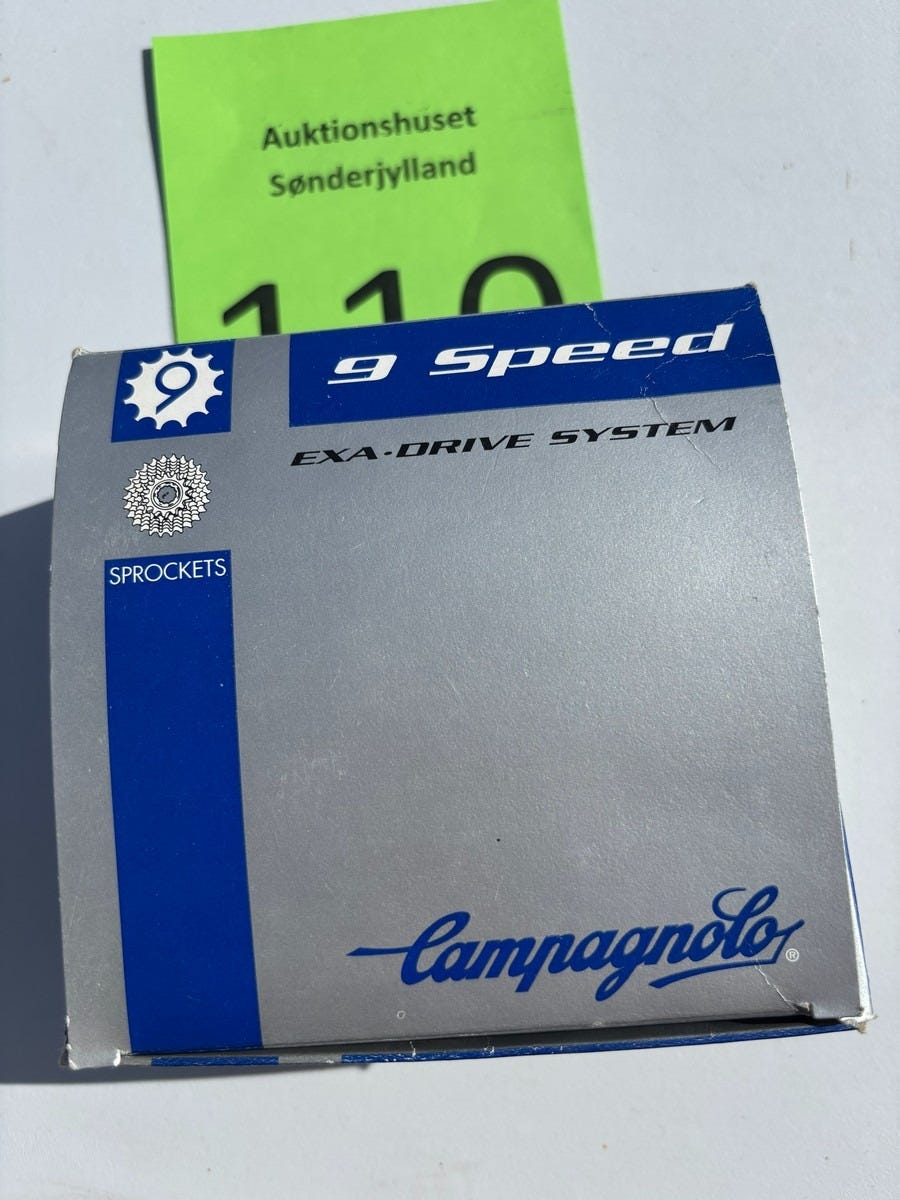 Auktionshuset
Sønderjylland
9 9 Speed
EXA-DRIVE SYSTEM
SPROCKETS
Campagnolo®